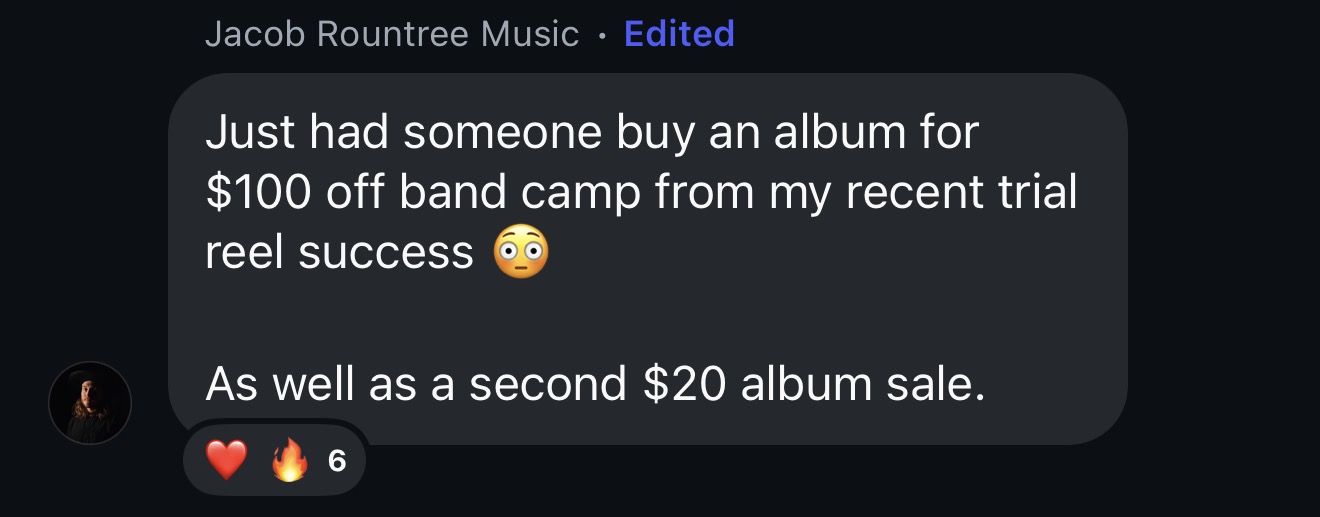 Jacob Rountree Music · Edited
Just had someone buy an album for
$100 off band camp from my recent trial
reel success 😳
As well as a second $20 album sale.
❤️ 🔥 6